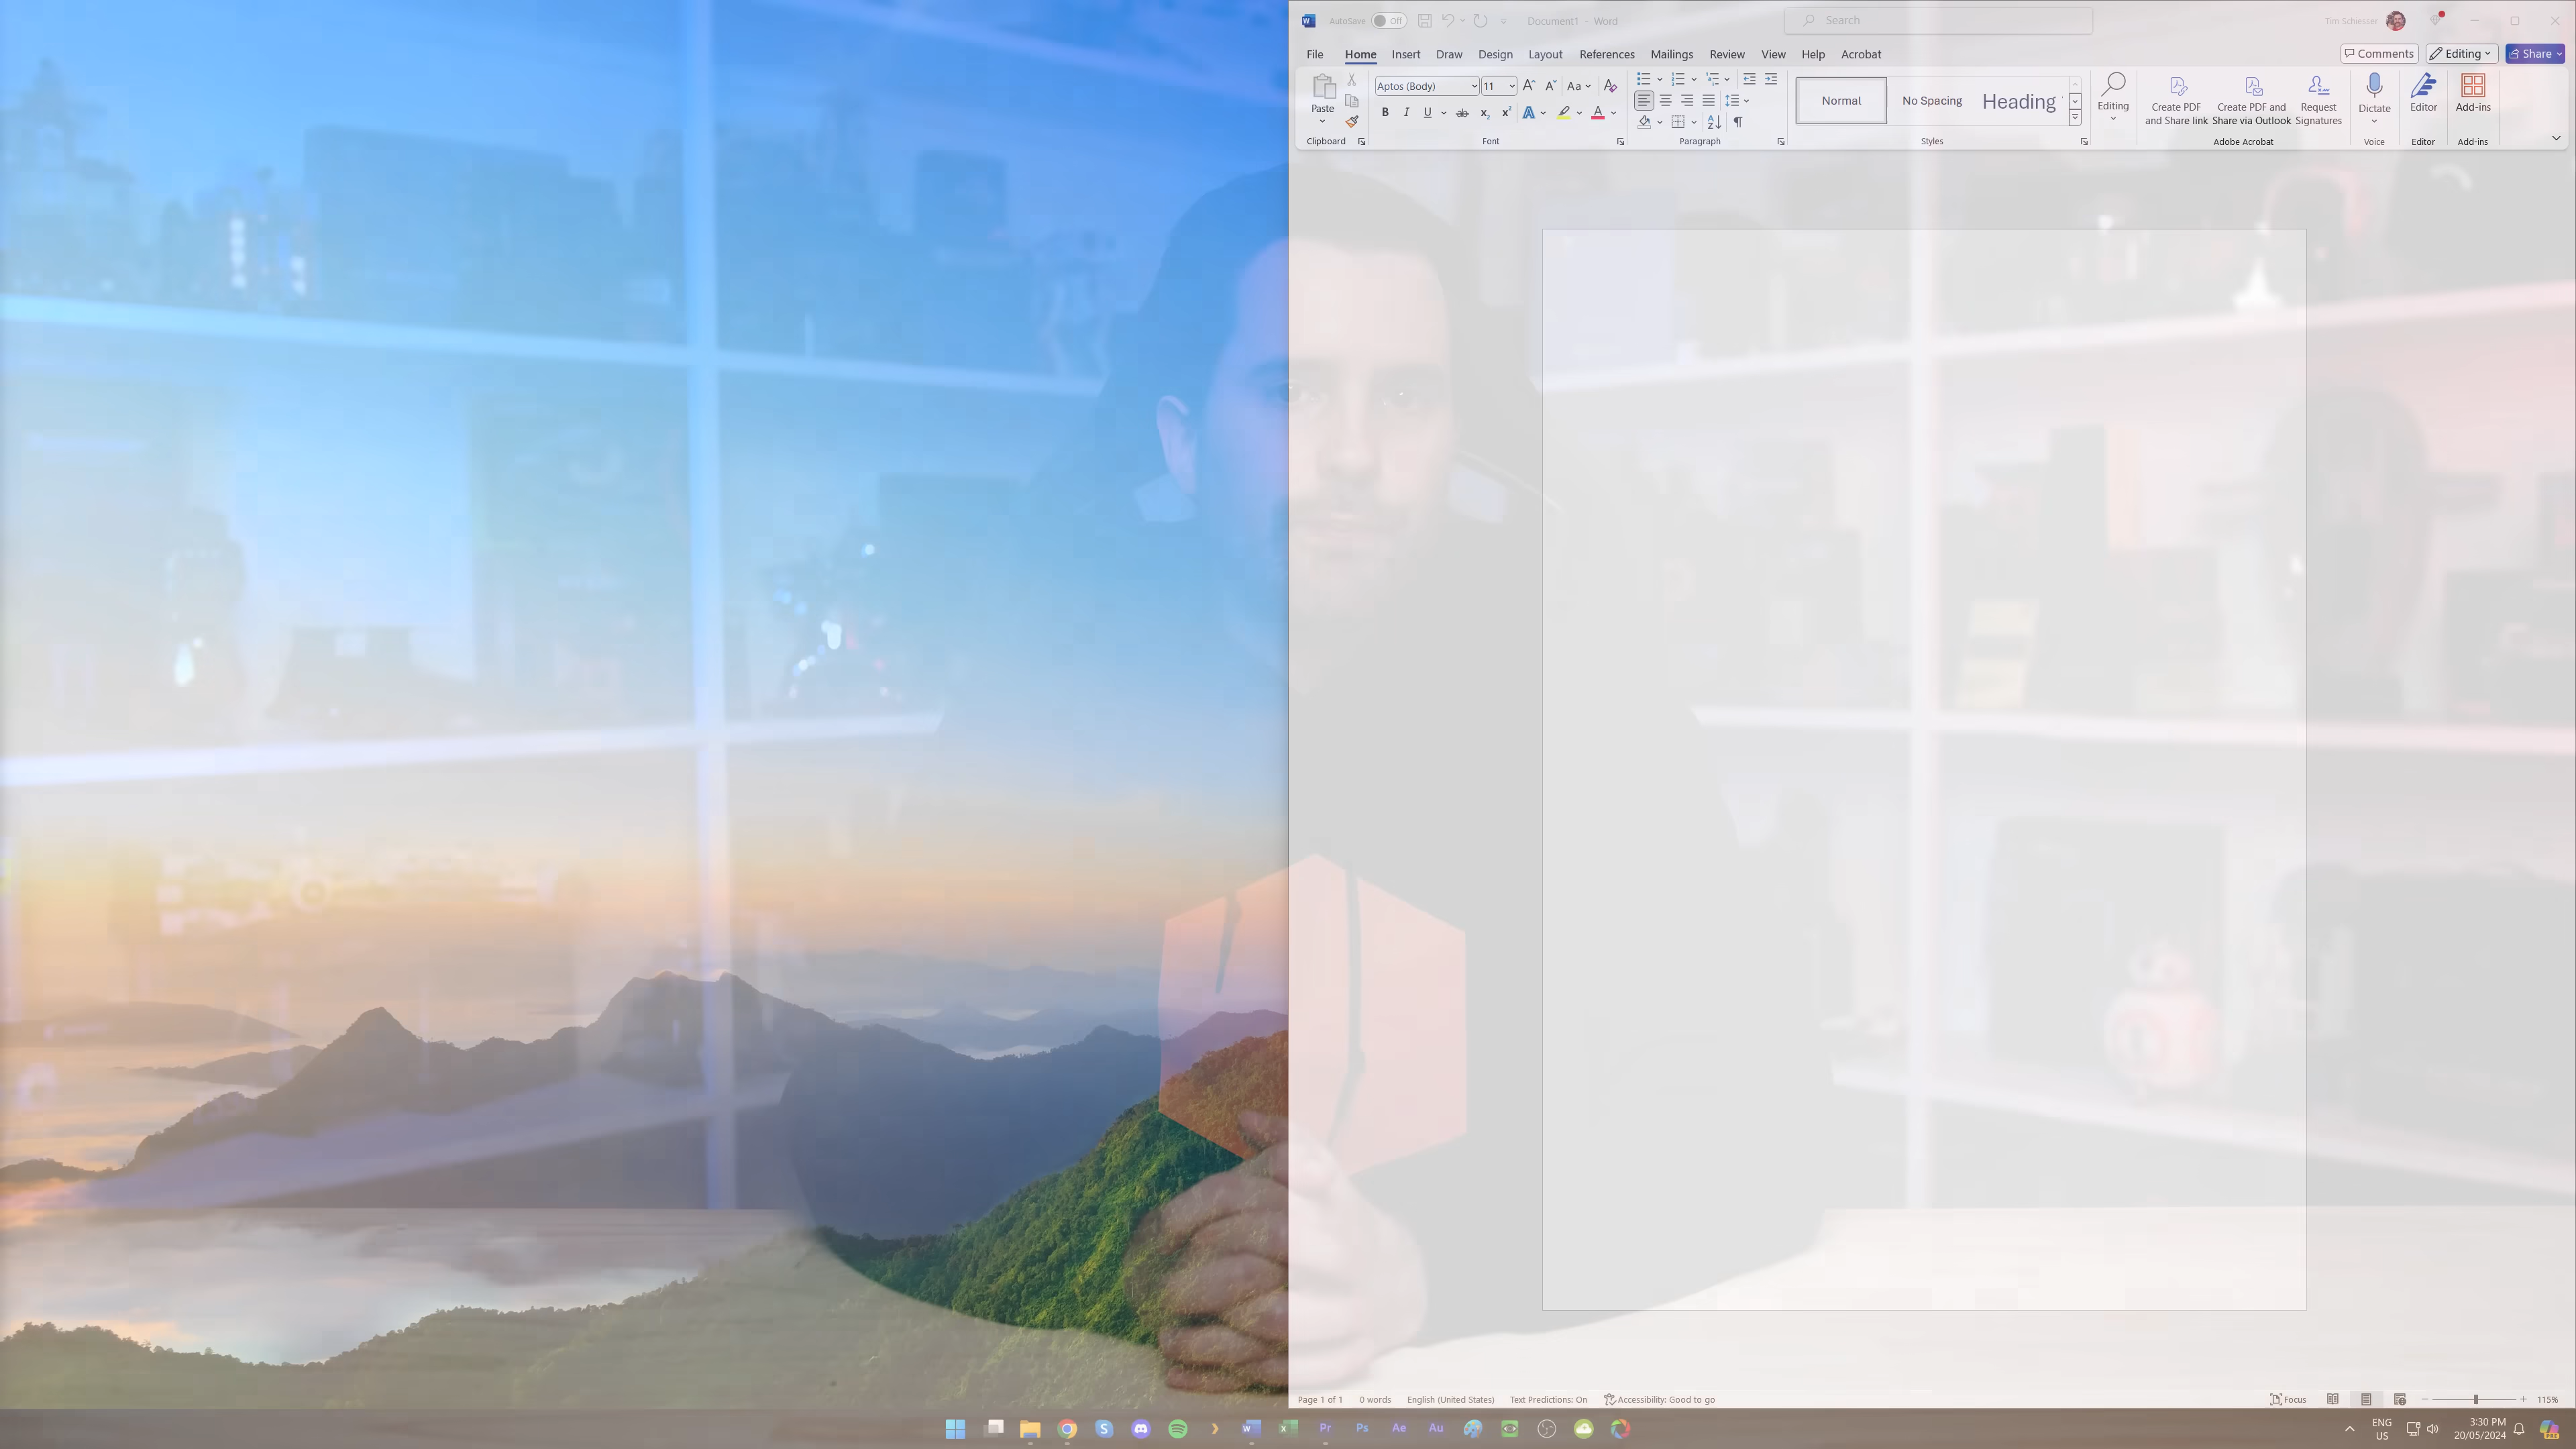 AutoSave Off Document1 - Word Search Tim Schiesser
File Home Insert Draw Design Layout References Mailings Review View Help Acrobat Comments Editing Share
Paste
Clipboard
Aptos (Body) 11
Font
Paragraph
Normal No Spacing Heading
Styles
Editing
Create PDF
and Share link
Create PDF and
Share via Outlook
Request
Signatures
Adobe Acrobat
Dictate
Voice
Editor
Editor
Add-ins
Add-ins
Page 1 of 1 0 words English (United States) Text Predictions: On Accessibility: Good to go Focus 115%
ENG
US
3:30 PM
20/05/2024